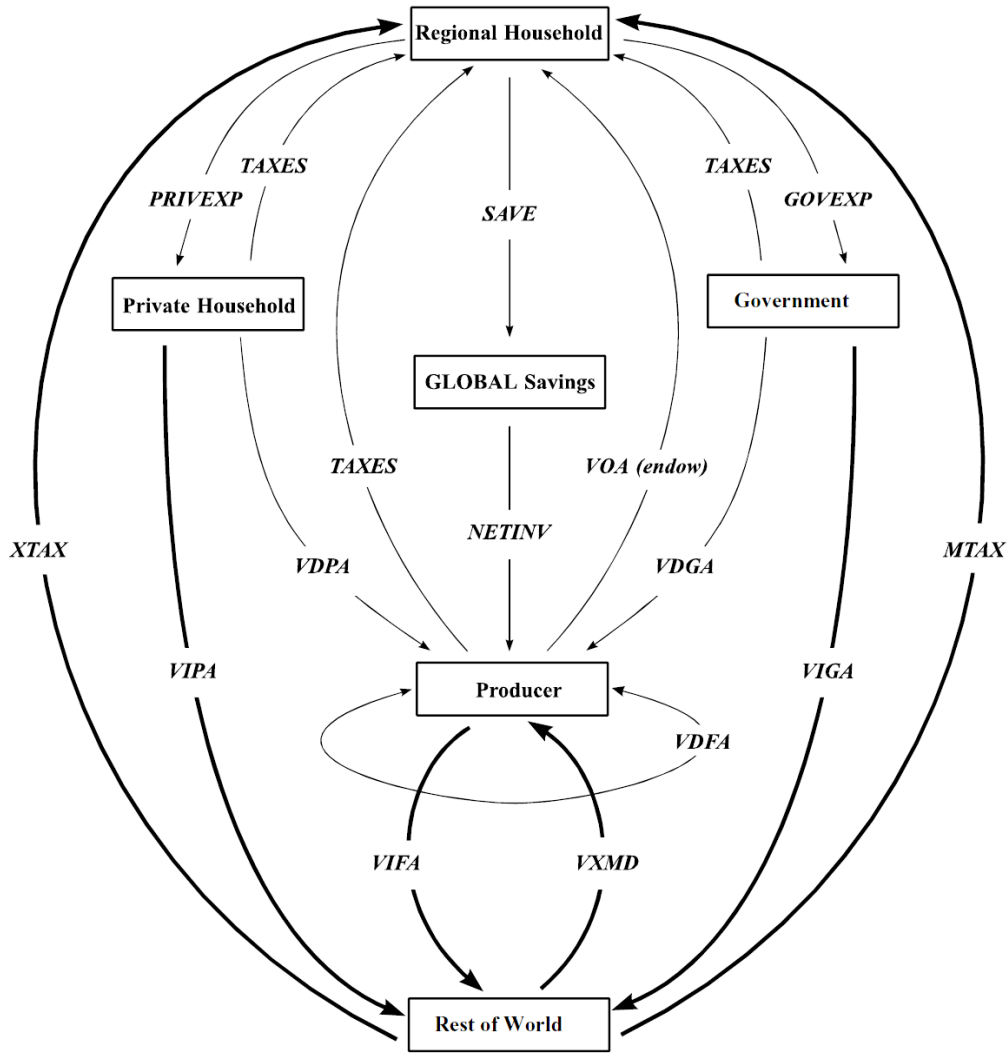 Regional Household
TAXES
TAXES
PRIVEXP
GOVEXP
SAVE
Private Household
Government
GLOBAL Savings
TAXES
VOA (endow)
NETINV
XTAX
MTAX
VDPA
VDGA
VIPA
VIGA
Producer
VDFA
VIFA
VXMD
Rest of World